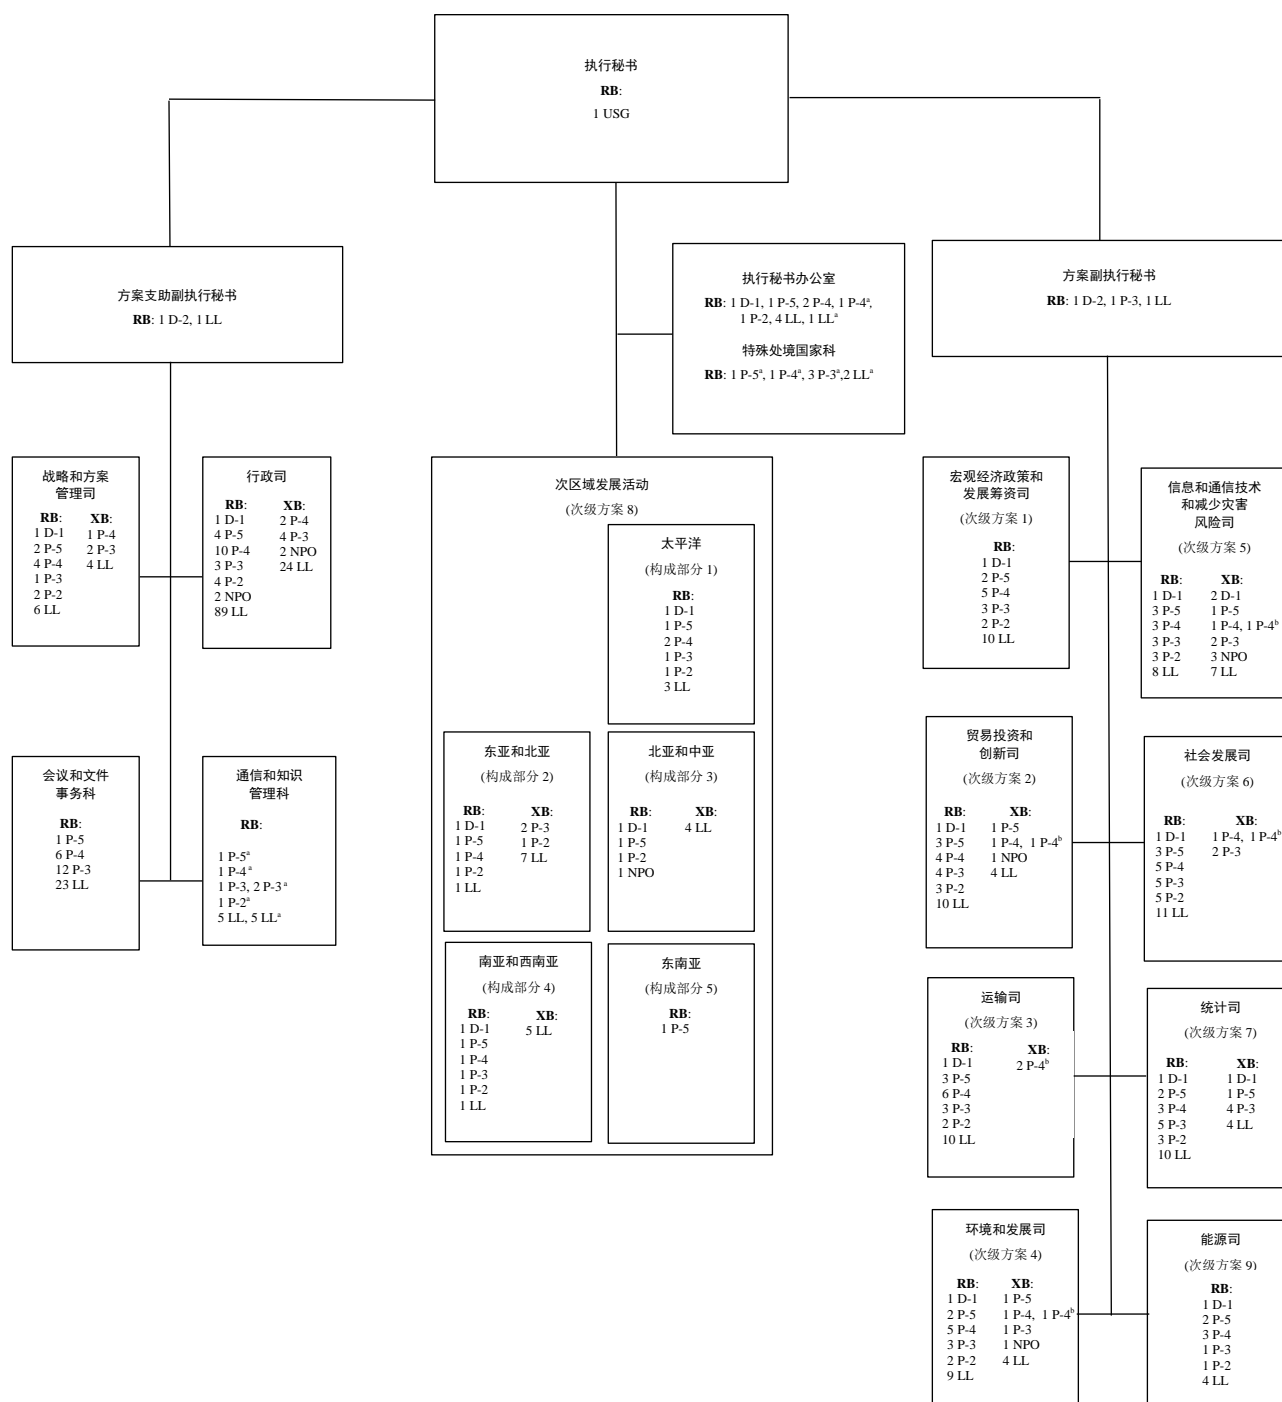 执行秘书
RB:
1 USG
方案支助副执行秘书
RB: 1 D-2, 1 LL
执行秘书办公室
RB: 1 D-1, 1 P-5, 2 P-4, 1 P-4ᵃ,
1 P-2, 4 LL, 1 LLᵃ
特殊处境国家科
RB: 1 P-5ᵃ, 1 P-4ᵃ, 3 P-3ᵃ,2 LLᵃ
方案副执行秘书
RB: 1 D-2, 1 P-3, 1 LL
战略和方案
管理司
RB:
1 D-1
2 P-5
4 P-4
1 P-3
2 P-2
6 LL
XB:
1 P-4
2 P-3
4 LL
行政司
RB:
1 D-1
4 P-5
10 P-4
3 P-3
4 P-2
2 NPO
89 LL
XB:
2 P-4
4 P-3
2 NPO
24 LL
会议和文件
事务科
RB:
1 P-5
6 P-4
12 P-3
23 LL
通信和知识
管理科
RB:
1 P-5ᵃ
1 P-4ᵃ
1 P-3, 2 P-3ᵃ
1 P-2ᵃ
5 LL, 5 LLᵃ
次区域发展活动
(次级方案 8)
太平洋
(构成部分 1)
RB:
1 D-1
1 P-5
2 P-4
1 P-3
1 P-2
3 LL
东亚和北亚
(构成部分 2)
RB:
1 D-1
1 P-5
1 P-4
1 P-2
1 LL
XB:
2 P-3
1 P-2
7 LL
北亚和中亚
(构成部分 3)
RB:
1 D-1
1 P-5
1 P-2
1 NPO
XB:
4 LL
南亚和西南亚
(构成部分 4)
RB:
1 D-1
1 P-5
1 P-4
1 P-3
1 P-2
1 LL
XB:
5 LL
东南亚
(构成部分 5)
RB:
1 P-5
宏观经济政策和
发展筹资司
(次级方案 1)
RB:
1 D-1
2 P-5
5 P-4
3 P-3
2 P-2
10 LL
信息和通信技术
和减少灾害
风险司
(次级方案 5)
RB:
1 D-1
3 P-5
3 P-4
3 P-3
3 P-2
8 LL
XB:
2 D-1
1 P-5
1 P-4, 1 P-4ᵇ
2 P-3
3 NPO
7 LL
贸易投资和
创新司
(次级方案 2)
RB:
1 D-1
3 P-5
4 P-4
4 P-3
3 P-2
10 LL
XB:
1 P-5
1 P-4, 1 P-4ᵇ
1 NPO
4 LL
社会发展司
(次级方案 6)
RB:
1 D-1
3 P-5
5 P-4
5 P-3
5 P-2
11 LL
XB:
1 P-4, 1 P-4ᵇ
2 P-3
运输司
(次级方案 3)
RB:
1 D-1
3 P-5
6 P-4
3 P-3
2 P-2
10 LL
XB:
2 P-4ᵇ
统计司
(次级方案 7)
RB:
1 D-1
2 P-5
3 P-4
5 P-3
3 P-2
10 LL
XB:
1 D-1
1 P-5
4 P-3
4 LL
环境和发展司
(次级方案 4)
RB:
1 D-1
2 P-5
5 P-4
3 P-3
2 P-2
9 LL
XB:
1 P-5
1 P-4, 1 P-4ᵇ
1 P-3
1 NPO
4 LL
能源司
(次级方案 9)
RB:
1 D-1
2 P-5
3 P-4
1 P-3
1 P-2
4 LL